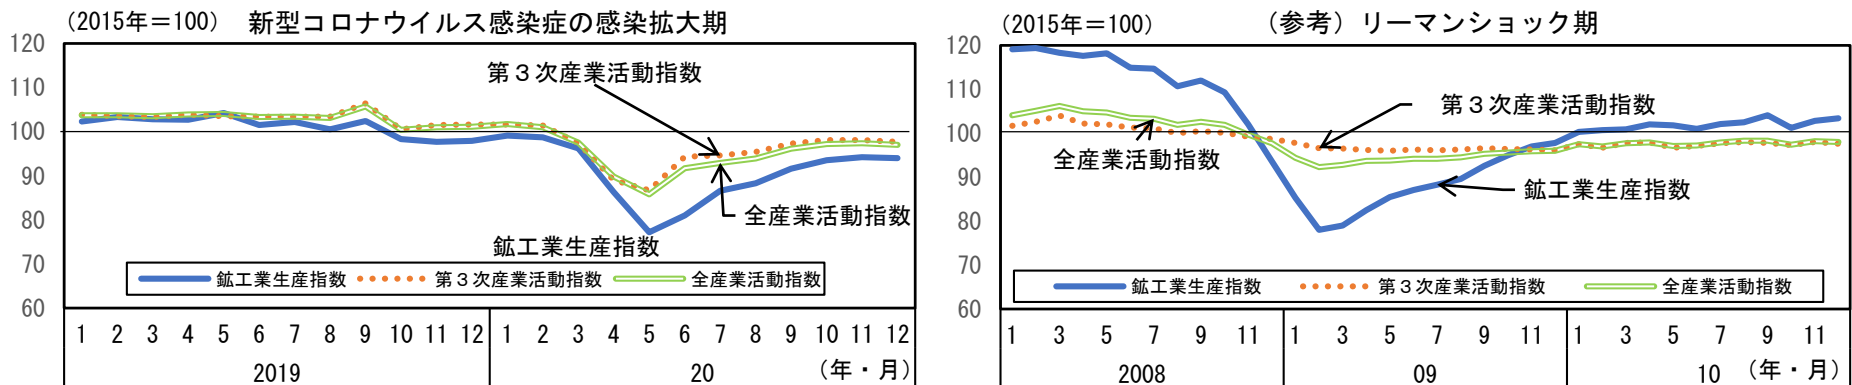 (2015年=100) 新型コロナウイルス感染症の感染拡大期
120
110
100
90
80
70
60
第3次産業活動指数
全産業活動指数
鉱工業生産指数
鉱工業生産指数 第3次産業活動指数 全産業活動指数
1 2 3 4 5 6 7 8 9 10 11 12 1 2 3 4 5 6 7 8 9 10 11 12
2019 20 (年・月)
(2015年=100) (参考) リーマンショック期
120
110
100
90
80
70
60
第3次産業活動指数
全産業活動指数
鉱工業生産指数
鉱工業生産指数 第3次産業活動指数 全産業活動指数
1 3 5 7 9 11 1 3 5 7 9 11 1 3 5 7 9 11
2008 09 10 (年・月)